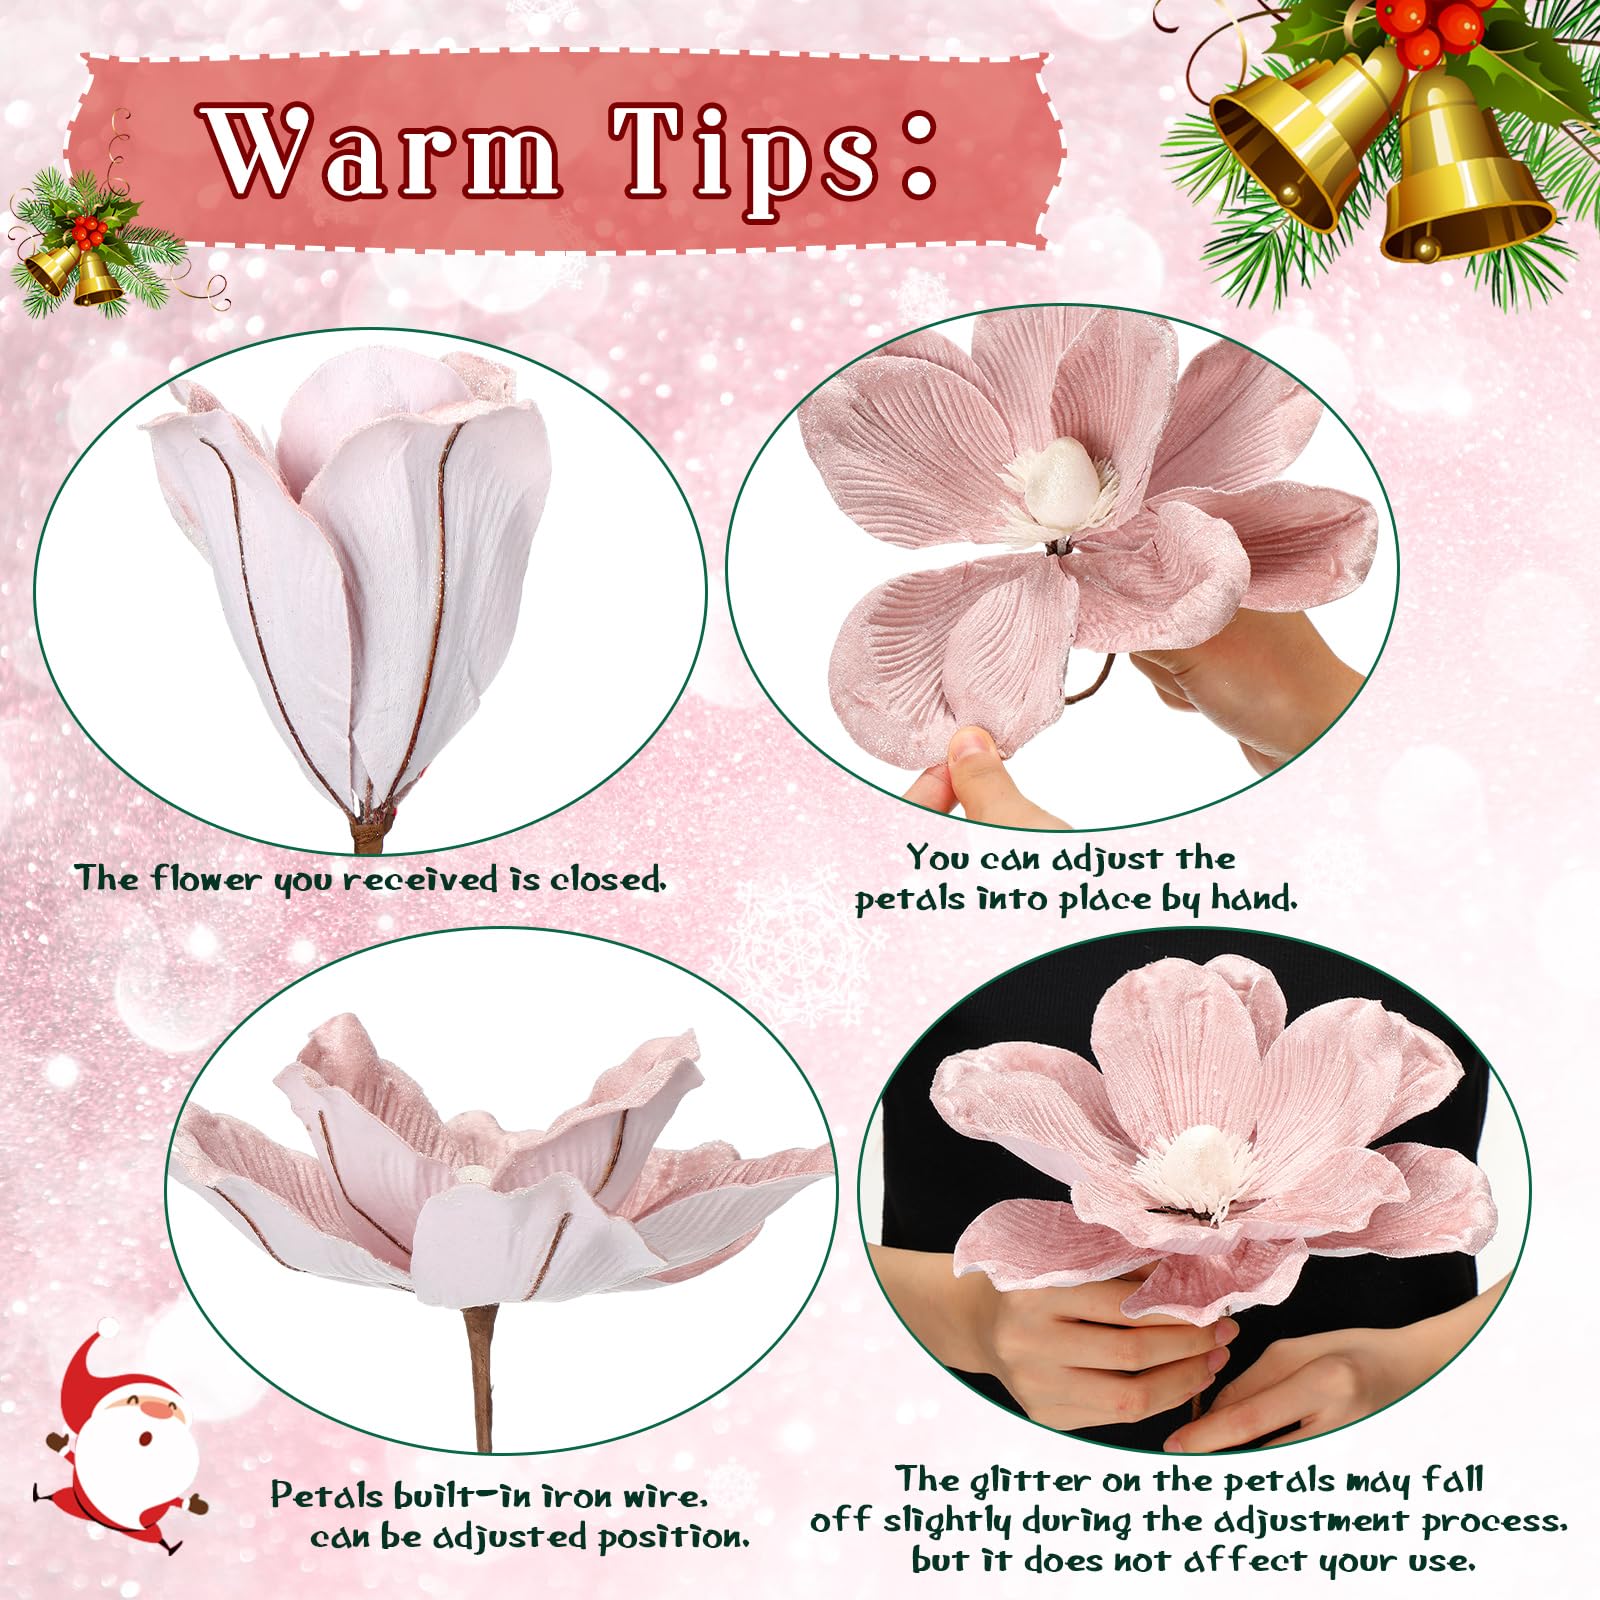 Warm Tips:
The flower you received is closed.
You can adjust the
petals into place by hand.
Petals built-in iron wire,
can be adjusted position.
The glitter on the petals may fall
off slightly during the adjustment process,
but it does not affect your use.